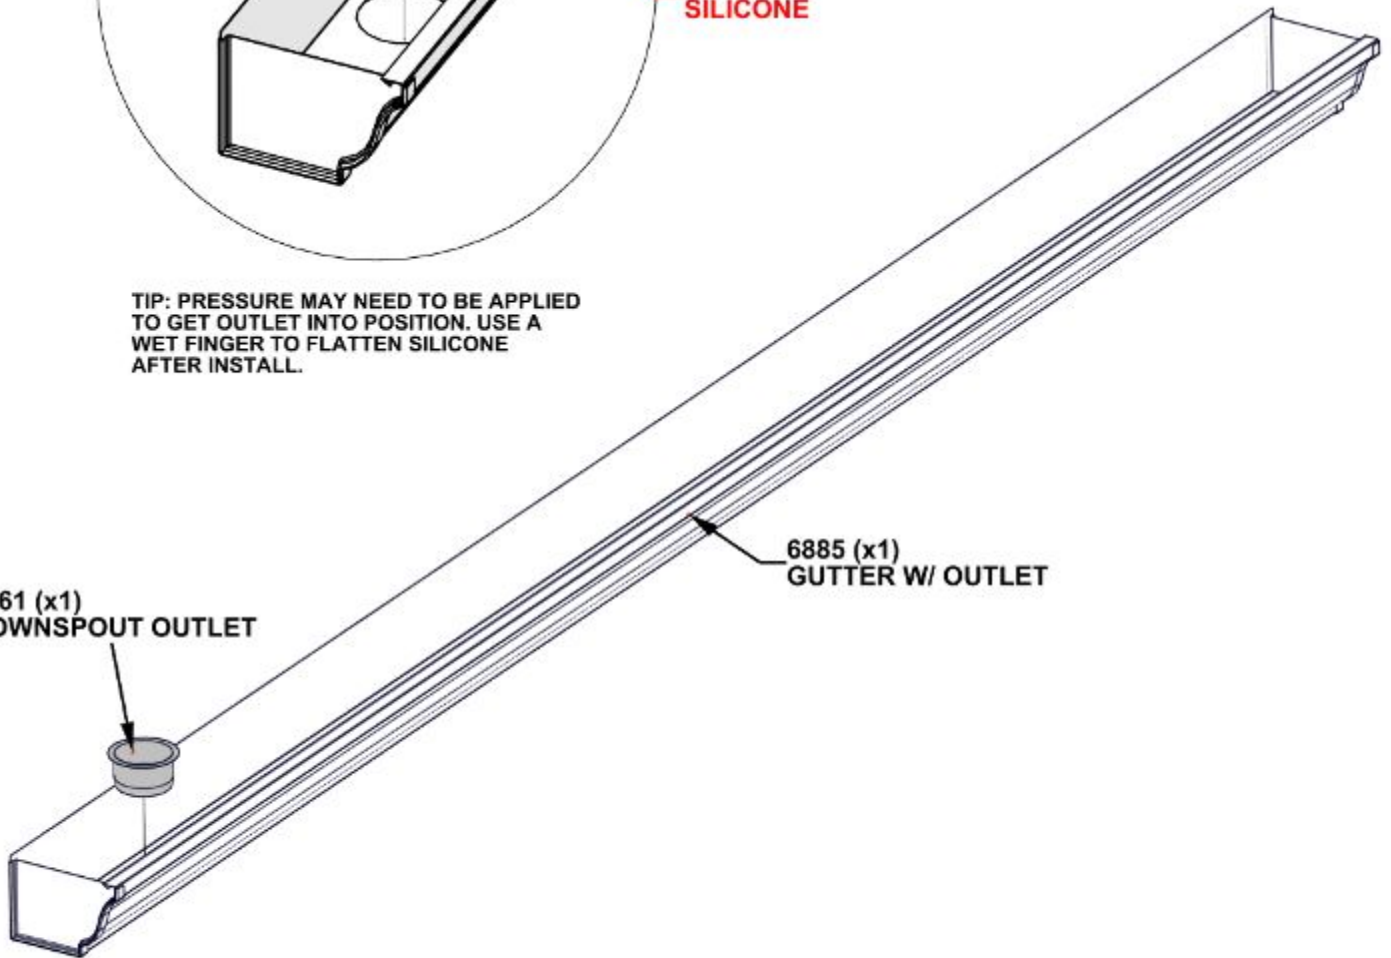 SILICONE
TIP: PRESSURE MAY NEED TO BE APPLIED
TO GET OUTLET INTO POSITION. USE A
WET FINGER TO FLATTEN SILICONE
AFTER INSTALL.
6885 (x1)
GUTTER W/ OUTLET
61 (x1)
OWNSPOUT OUTLET